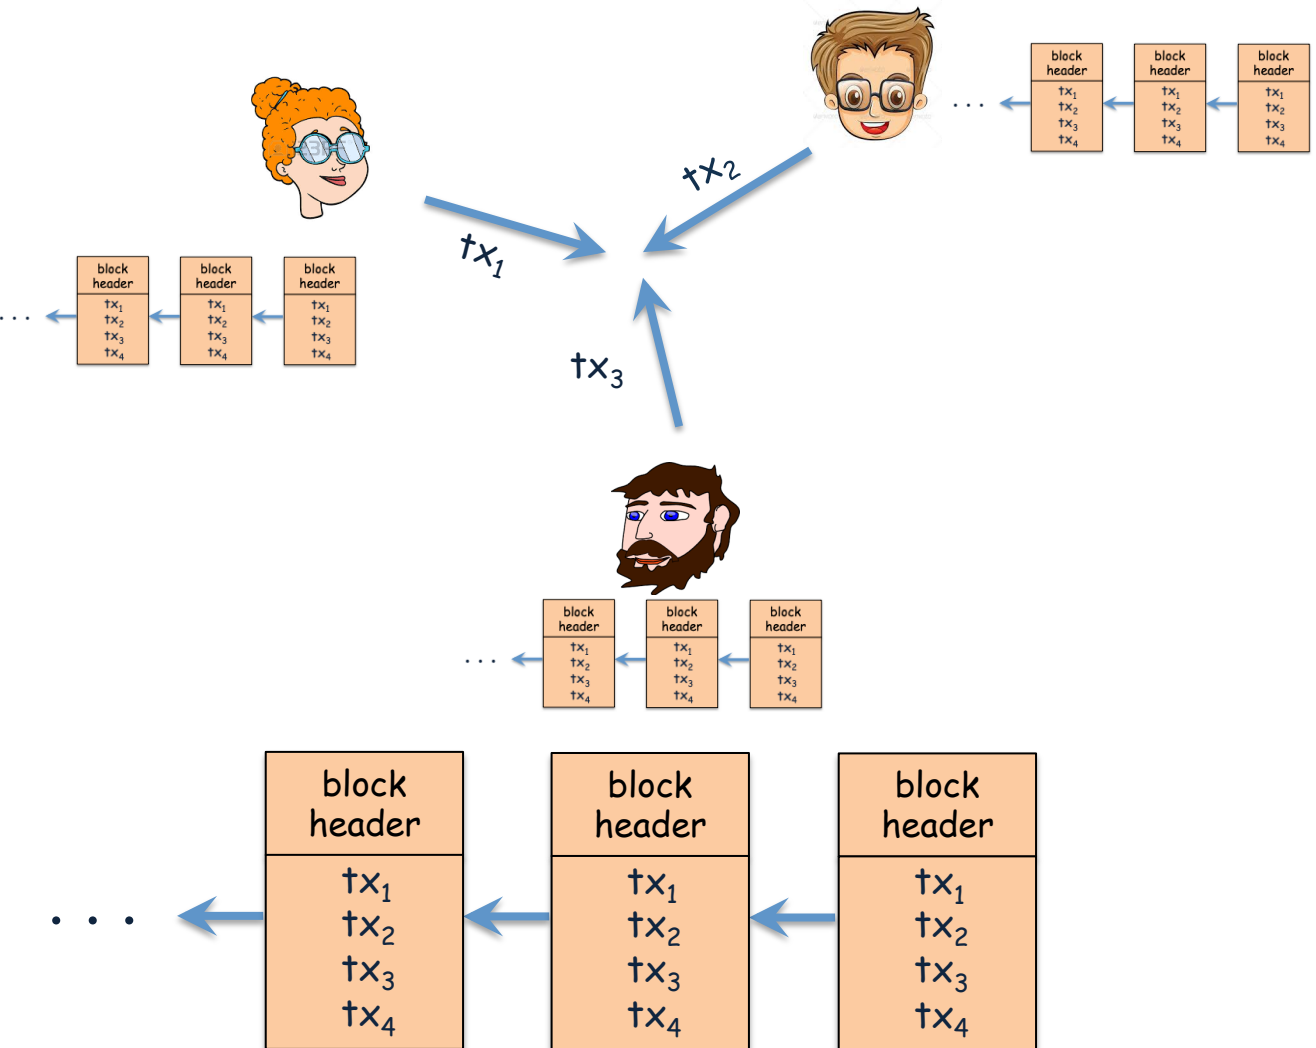 block header
tx₁
tx₂
tx₃
tx₄
block header
tx₁
tx₂
tx₃
tx₄
block header
tx₁
tx₂
tx₃
tx₄
...
tx₂
tx₁
block header
tx₁
tx₂
tx₃
tx₄
block header
tx₁
tx₂
tx₃
tx₄
block header
tx₁
tx₂
tx₃
tx₄
...
tx₃
block header
tx₁
tx₂
tx₃
tx₄
block header
tx₁
tx₂
tx₃
tx₄
block header
tx₁
tx₂
tx₃
tx₄
...
block
header
tx₁
tx₂
tx₃
tx₄
block
header
tx₁
tx₂
tx₃
tx₄
block
header
tx₁
tx₂
tx₃
tx₄
...